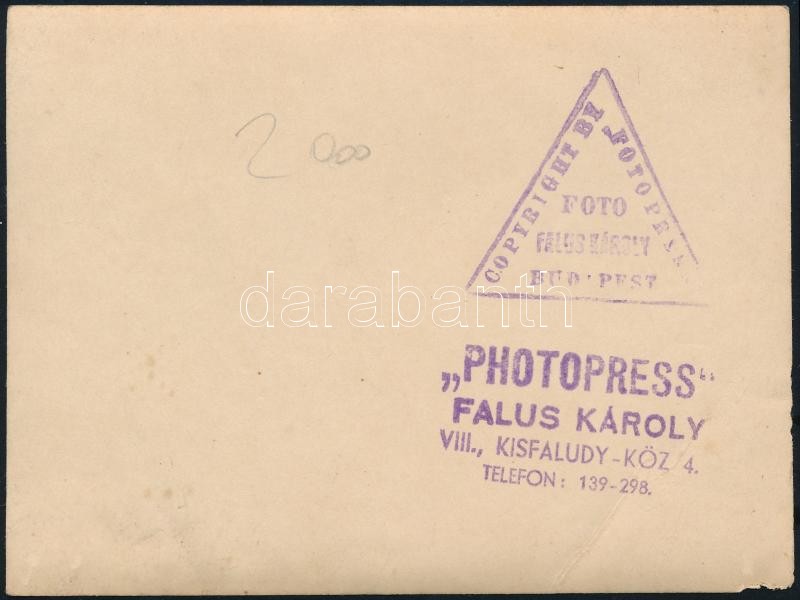 2000
COPYRIGHT BY „FOTOPRESS
FOTO
FALUS KÁROLY
BUDAPEST
darabanth
„PHOTOPRESS“
FALUS KÁROLY
VIII., KISFALUDY-KÖZ 4.
TELEFON: 139-298.